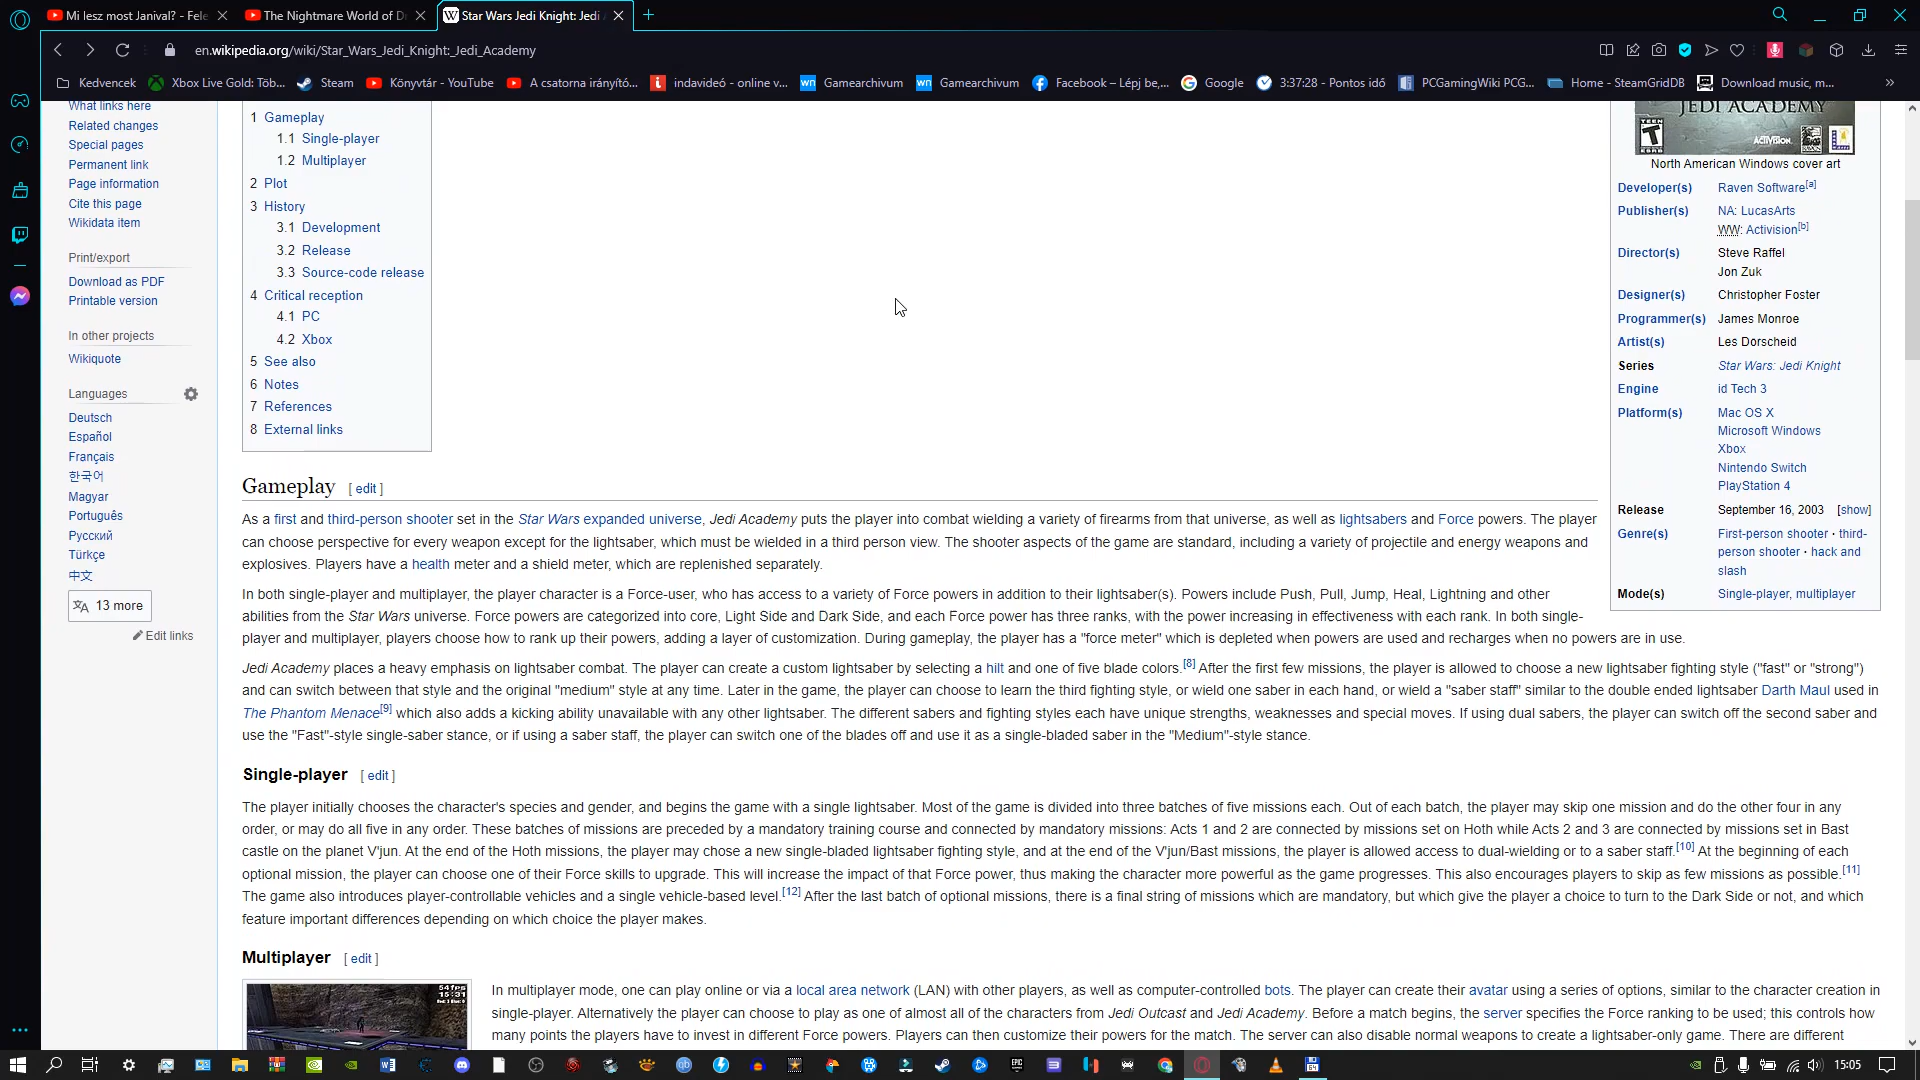 Mi lesz most Janival? - Fele
The Nightmare World of D
Star Wars Jedi Knight: Jedi A
en.wikipedia.org/wiki/Star_Wars_Jedi_Knight:_Jedi_Academy
Kedvencek
Xbox Live Gold: Töb...
Steam
Könyvtár - YouTube
A csatorna irányító...
indavideó - online v...
Gamearchivum
Gamearchivum
Facebook – Lépj be,...
Google
3:37:28 - Pontos idő
PCGamingWiki PCG...
Home - SteamGridDB
Download music, m...
What links here
Related changes
Special pages
Permanent link
Page information
Cite this page
Wikidata item
Print/export
Download as PDF
Printable version
In other projects
Wikiquote
Languages
Deutsch
Español
Français
한국어
Magyar
Português
Русский
Türkçe
中文
13 more
Edit links
1 Gameplay
1.1 Single-player
1.2 Multiplayer
2 Plot
3 History
3.1 Development
3.2 Release
3.3 Source-code release
4 Critical reception
4.1 PC
4.2 Xbox
5 See also
6 Notes
7 References
8 External links
JEDI ACADEMY
TEEN
T
ACTIVISION
North American Windows cover art
Developer(s) Raven Software[a]
Publisher(s) NA: LucasArts
WW: Activision[b]
Director(s) Steve Raffel
Jon Zuk
Designer(s) Christopher Foster
Programmer(s) James Monroe
Artist(s) Les Dorscheid
Series Star Wars: Jedi Knight
Engine id Tech 3
Platform(s) Mac OS X
Microsoft Windows
Xbox
Nintendo Switch
PlayStation 4
Release September 16, 2003 [show]
Genre(s) First-person shooter · third-
person shooter · hack and
slash
Mode(s) Single-player, multiplayer
Gameplay [ edit ]
As a first and third-person shooter set in the Star Wars expanded universe, Jedi Academy puts the player into combat wielding a variety of firearms from that universe, as well as lightsabers and Force powers. The player
can choose perspective for every weapon except for the lightsaber, which must be wielded in a third person view. The shooter aspects of the game are standard, including a variety of projectile and energy weapons and
explosives. Players have a health meter and a shield meter, which are replenished separately.
In both single-player and multiplayer, the player character is a Force-user, who has access to a variety of Force powers in addition to their lightsaber(s). Powers include Push, Pull, Jump, Heal, Lightning and other
abilities from the Star Wars universe. Force powers are categorized into core, Light Side and Dark Side, and each Force power has three ranks, with the power increasing in effectiveness with each rank. In both single-
player and multiplayer, players choose how to rank up their powers, adding a layer of customization. During gameplay, the player has a "force meter" which is depleted when powers are used and recharges when no powers are in use.
Jedi Academy places a heavy emphasis on lightsaber combat. The player can create a custom lightsaber by selecting a hilt and one of five blade colors.[8] After the first few missions, the player is allowed to choose a new lightsaber fighting style ("fast" or "strong")
and can switch between that style and the original "medium" style at any time. Later in the game, the player can choose to learn the third fighting style, or wield one saber in each hand, or wield a "saber staff" similar to the double ended lightsaber Darth Maul used in
The Phantom Menace[9] which also adds a kicking ability unavailable with any other lightsaber. The different sabers and fighting styles each have unique strengths, weaknesses and special moves. If using dual sabers, the player can switch off the second saber and
use the "Fast"-style single-saber stance, or if using a saber staff, the player can switch one of the blades off and use it as a single-bladed saber in the "Medium"-style stance.
Single-player [ edit ]
The player initially chooses the character's species and gender, and begins the game with a single lightsaber. Most of the game is divided into three batches of five missions each. Out of each batch, the player may skip one mission and do the other four in any
order, or may do all five in any order. These batches of missions are preceded by a mandatory training course and connected by mandatory missions: Acts 1 and 2 are connected by missions set on Hoth while Acts 2 and 3 are connected by missions set in Bast
castle on the planet V'jun. At the end of the Hoth missions, the player may chose a new single-bladed lightsaber fighting style, and at the end of the V'jun/Bast missions, the player is allowed access to dual-wielding or to a saber staff.[10] At the beginning of each
optional mission, the player can choose one of their Force skills to upgrade. This will increase the impact of that Force power, thus making the character more powerful as the game progresses. This also encourages players to skip as few missions as possible.[11]
The game also introduces player-controllable vehicles and a single vehicle-based level.[12] After the last batch of optional missions, there is a final string of missions which are mandatory, but which give the player a choice to turn to the Dark Side or not, and which
feature important differences depending on which choice the player makes.
Multiplayer [ edit ]
54fps
15:31
In multiplayer mode, one can play online or via a local area network (LAN) with other players, as well as computer-controlled bots. The player can create their avatar using a series of options, similar to the character creation in
single-player. Alternatively the player can choose to play as one of almost all of the characters from Jedi Outcast and Jedi Academy. Before a match begins, the server specifies the Force ranking to be used; this controls how
many points the players have to invest in different Force powers. Players can then customize their powers for the match. The server can also disable normal weapons to create a lightsaber-only game. There are different
15:05